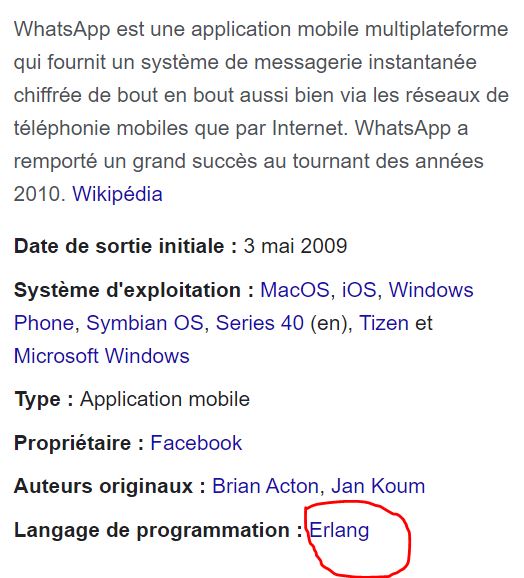 WhatsApp est une application mobile multiplateforme
qui fournit un système de messagerie instantanée
chiffrée de bout en bout aussi bien via les réseaux de
téléphonie mobiles que par Internet. WhatsApp a
remporté un grand succès au tournant des années
2010. Wikipédia
Date de sortie initiale : 3 mai 2009
Système d'exploitation : MacOS, iOS, Windows
Phone, Symbian OS, Series 40 (en), Tizen et
Microsoft Windows
Type : Application mobile
Propriétaire : Facebook
Auteurs originaux : Brian Acton, Jan Koum
Langage de programmation : Erlang